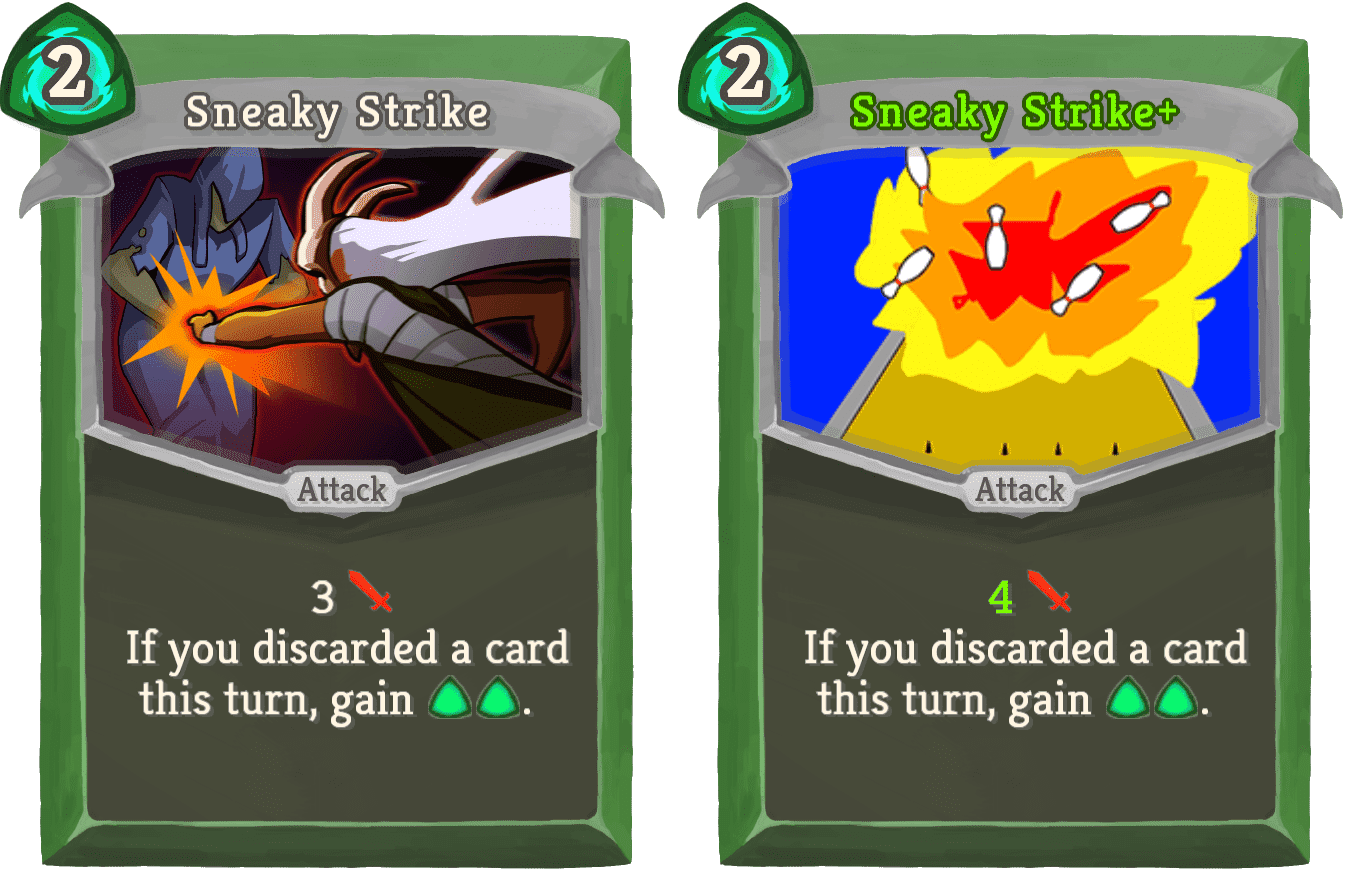 2
Sneaky Strike
Attack
3
If you discarded a card
this turn, gain .
2
Sneaky Strike+
Attack
4
If you discarded a card
this turn, gain .